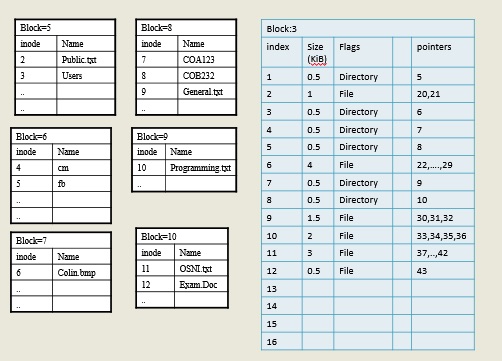 Block=5
inode Name
2 Public.txt
3 Users
..
..
Block=8
inode Name
7 COA123
8 COB232
9 General.txt
..
Block=6
inode Name
4 cm
5 fb
..
..
Block=9
inode Name
10 Programming.txt
..
Block=7
inode Name
6 Colin.bmp
..
..
Block=10
inode Name
11 OSNI.txt
12 Exam.Doc
..
Block:3
index Size (KiB) Flags pointers
1 0.5 Directory 5
2 1 File 20,21
3 0.5 Directory 6
4 0.5 Directory 7
5 0.5 Directory 8
6 4 File 22,....,29
7 0.5 Directory 9
8 0.5 Directory 10
9 1.5 File 30,31,32
10 2 File 33,34,35,36
11 3 File 37,..,42
12 0.5 File 43
13
14
15
16